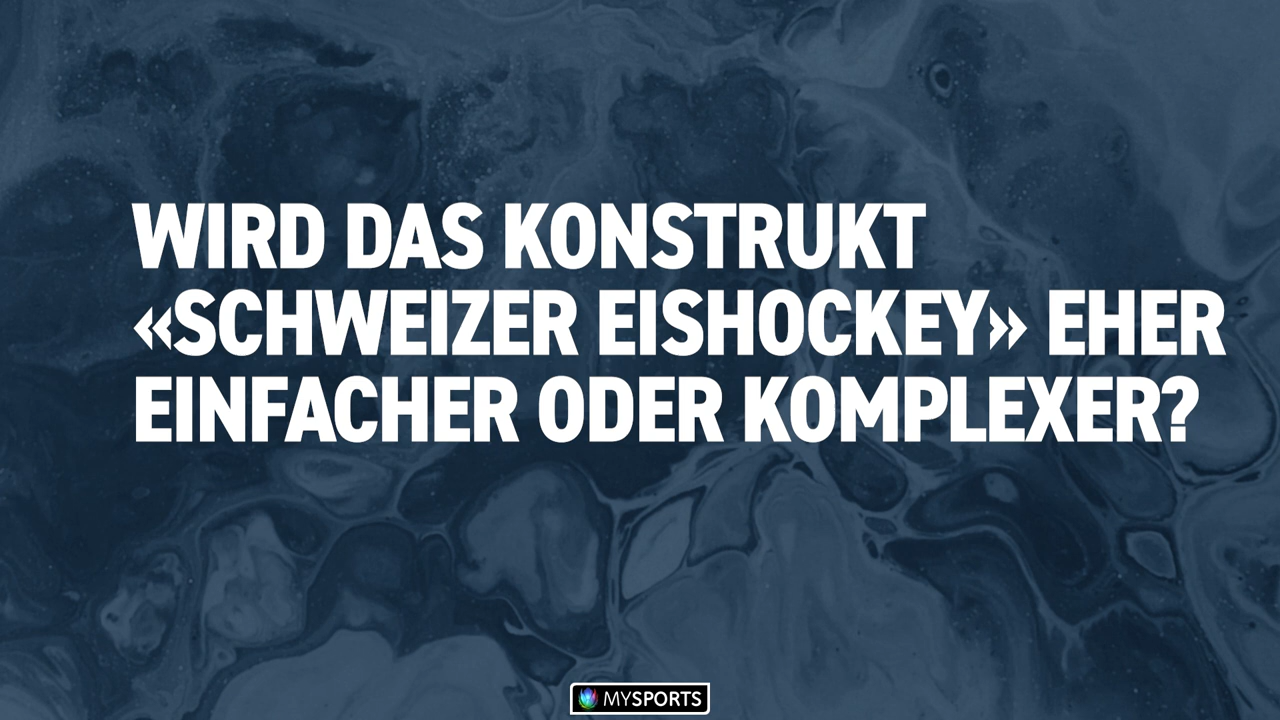 WIRD DAS KONSTRUKT
«SCHWEIZER EISHOCKEY» EHER
EINFACHER ODER KOMPLEXER?
MYSPORTS